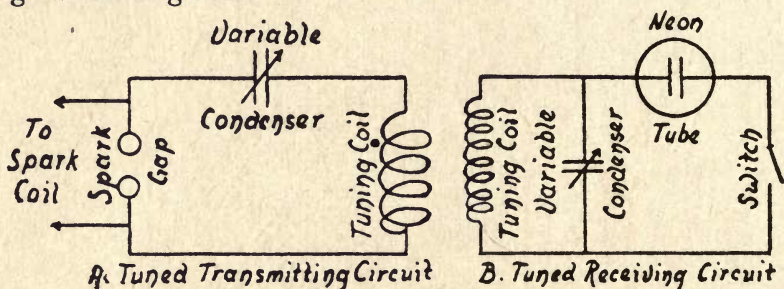 Variable
Condenser
To
Spark
Coil
Spark
Gap
Tuning Coil
A. Tuned Transmitting Circuit
Neon
Tube
Tuning Coil
Variable
Condenser
Switch
B. Tuned Receiving Circuit